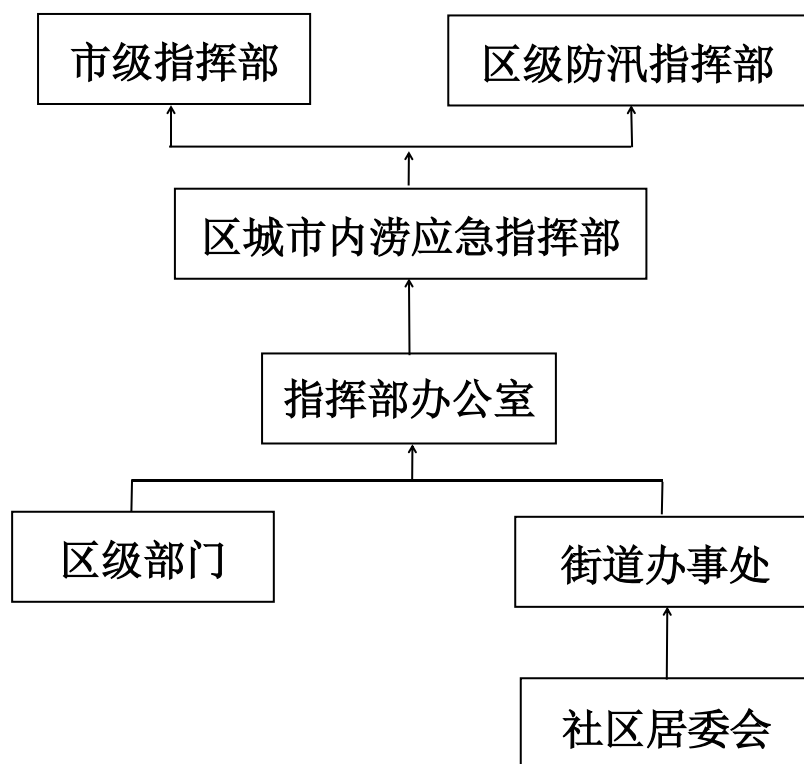 市级指挥部
区级防汛指挥部
区城市内涝应急指挥部
指挥部办公室
区级部门
街道办事处
社区居委会